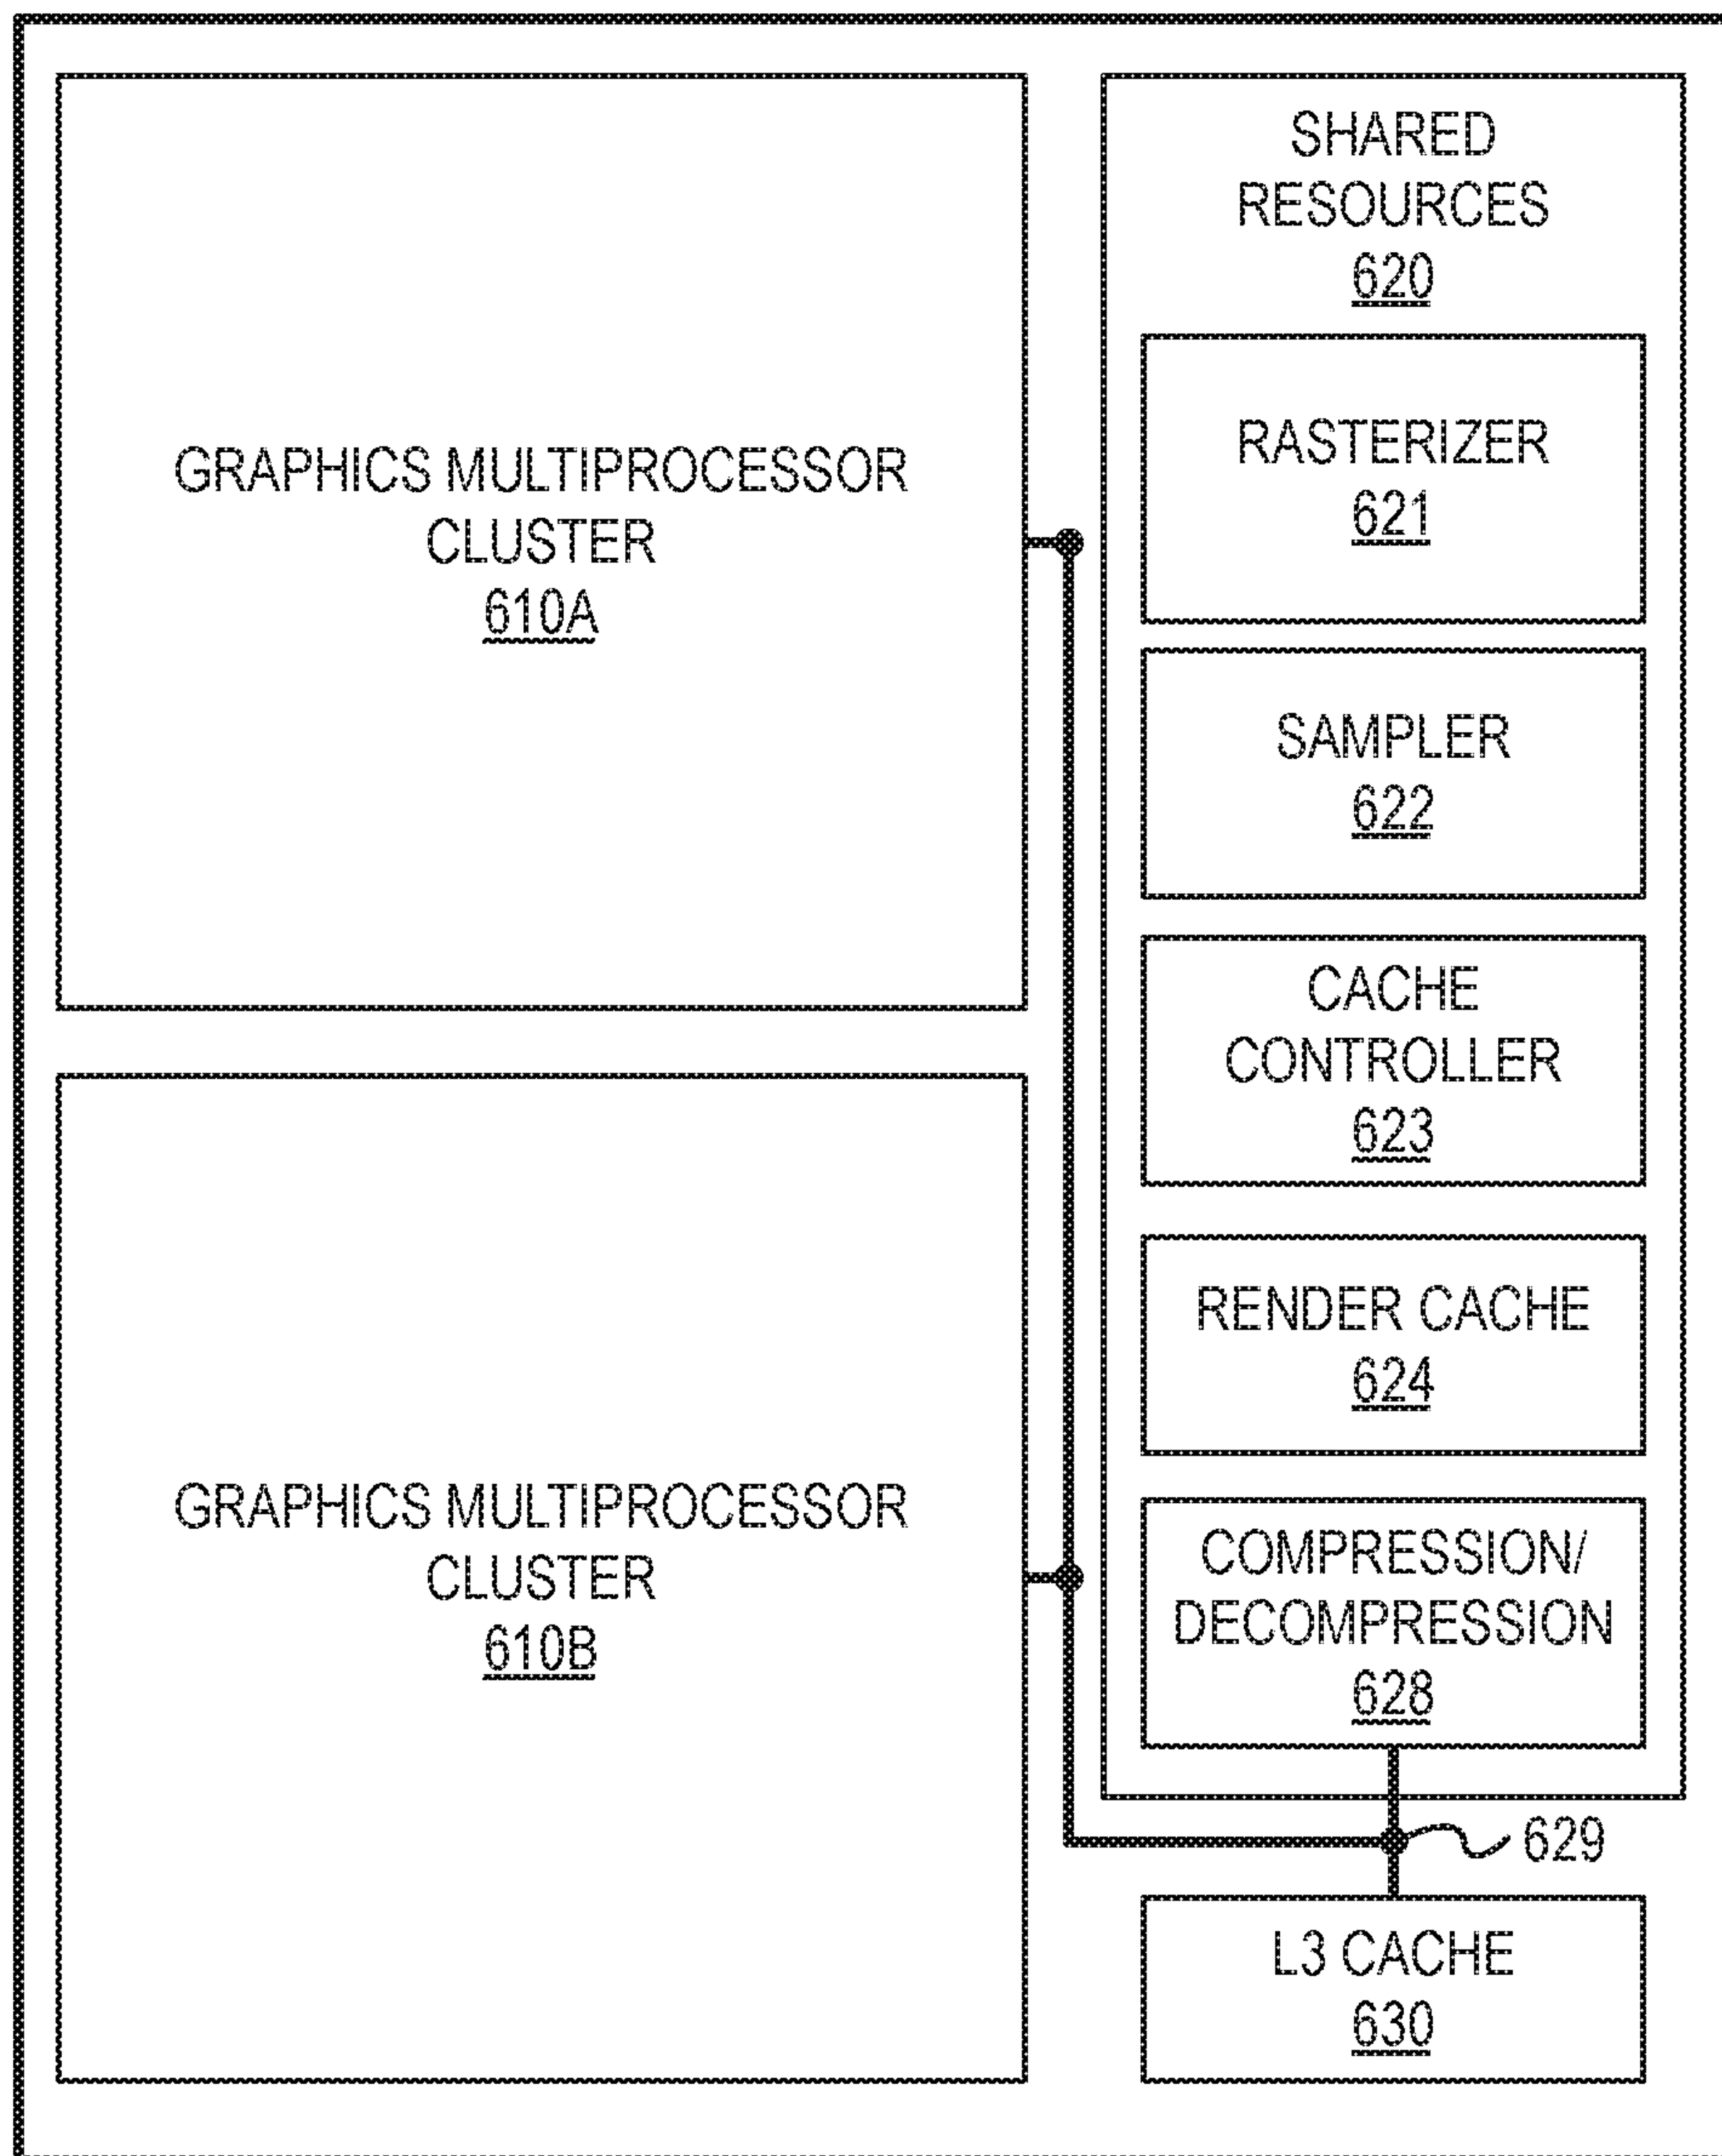 GRAPHICS MULTIPROCESSOR
CLUSTER
610A
GRAPHICS MULTIPROCESSOR
CLUSTER
610B
SHARED
RESOURCES
620
RASTERIZER
621
SAMPLER
622
CACHE
CONTROLLER
623
RENDER CACHE
624
COMPRESSION/
DECOMPRESSION
628
629
L3 CACHE
630